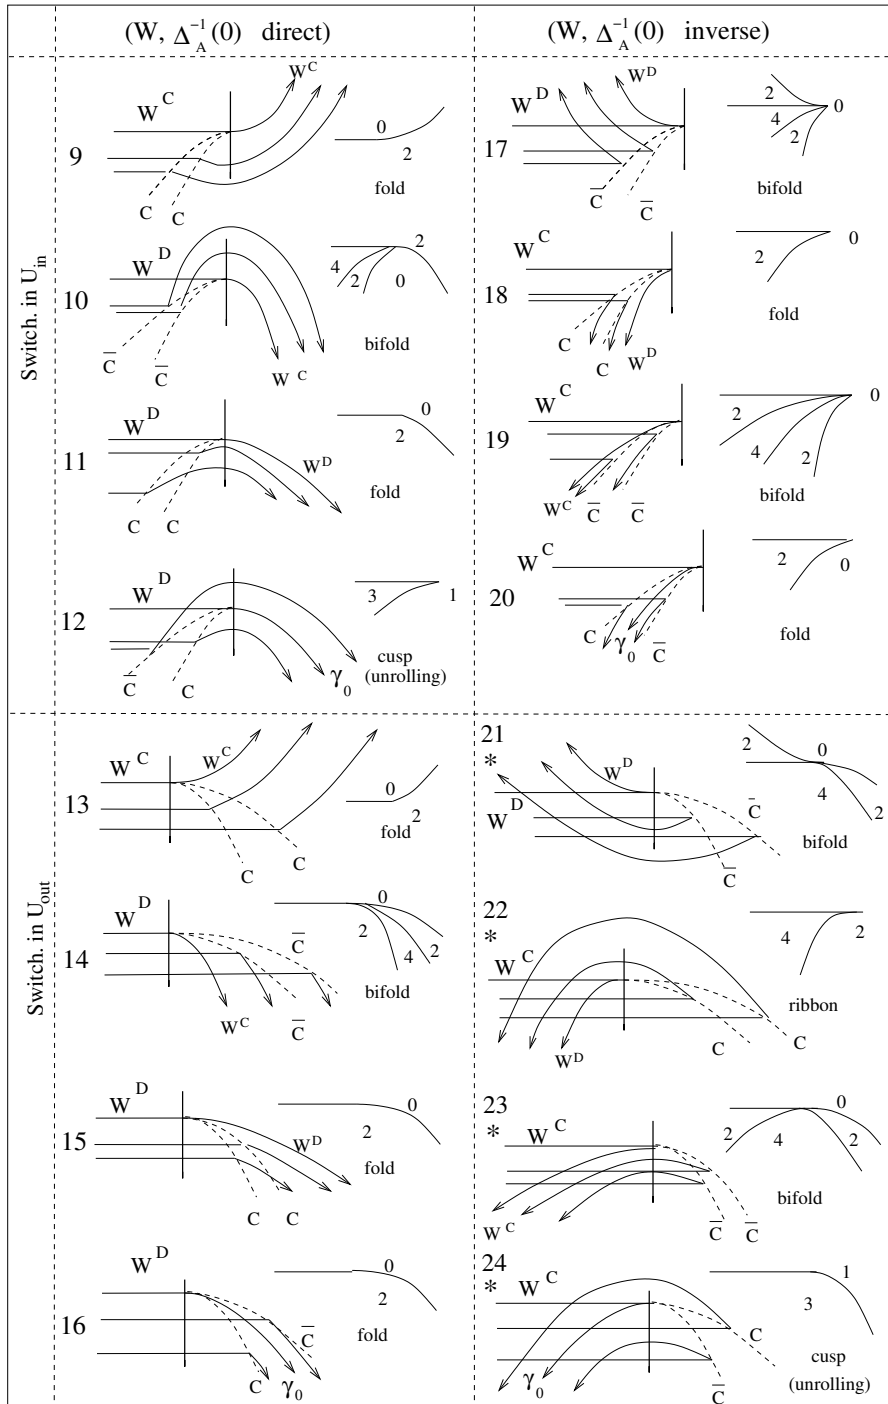 (W, Δ_A^{-1}(0) direct)
(W, Δ_A^{-1}(0) inverse)
Switch. in U_in
9
W^C
W^C
C
C
0
2
fold
10
W^D
C̄
C̄
W^C
4
2
0
2
bifold
11
W^D
W^D
C
C
0
2
fold
12
W^D
C̄
C
γ_0
3
1
cusp
(unrolling)
17
W^D
W^D
C̄
C̄
2
4
2
0
bifold
18
W^C
C
C
W^D
2
0
fold
19
W^C
W^C
C̄
C̄
2
4
2
0
bifold
20
W^C
C
γ_0
C̄
2
0
fold
Switch. in U_out
13
W^C
W^C
C
C
0
2
fold
14
W^D
C̄
W^C
C̄
0
2
4
2
bifold
15
W^D
W^D
C
C
0
2
fold
16
W^D
C̄
C
γ_0
0
2
fold
21
*
W^D
W^D
C̄
C̄
2
0
4
2
bifold
22
*
W^C
W^D
C
C
4
2
ribbon
23
*
W^C
W^C
C̄
C̄
0
2
4
2
bifold
24
*
W^C
C
γ_0
C̄
1
3
cusp
(unrolling)